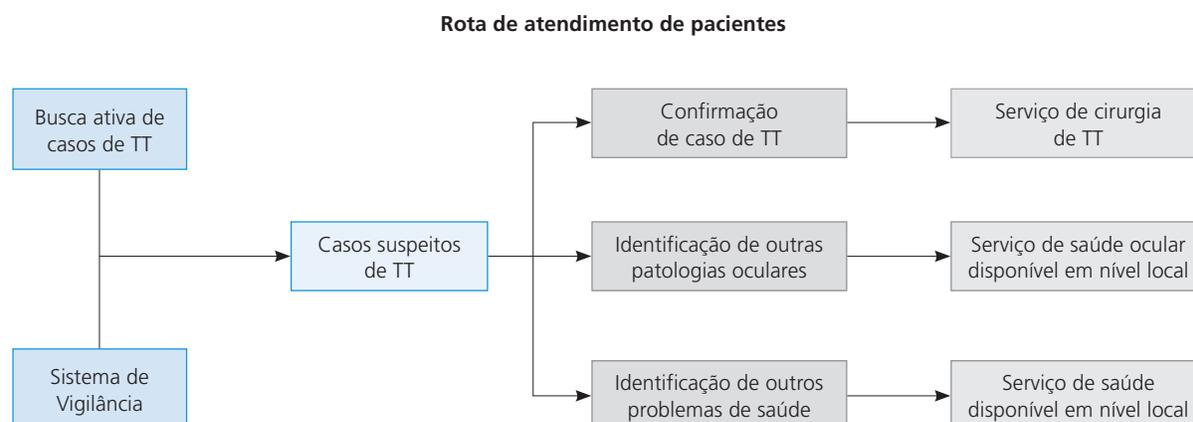 Rota de atendimento de pacientes
Busca ativa de
casos de TT
Sistema de
Vigilância
Casos suspeitos
de TT
Confirmação
de caso de TT
Serviço de cirurgia
de TT
Identificação de outras
patologias oculares
Serviço de saúde ocular
disponível em nível local
Identificação de outros
problemas de saúde
Serviço de saúde
disponível em nível local